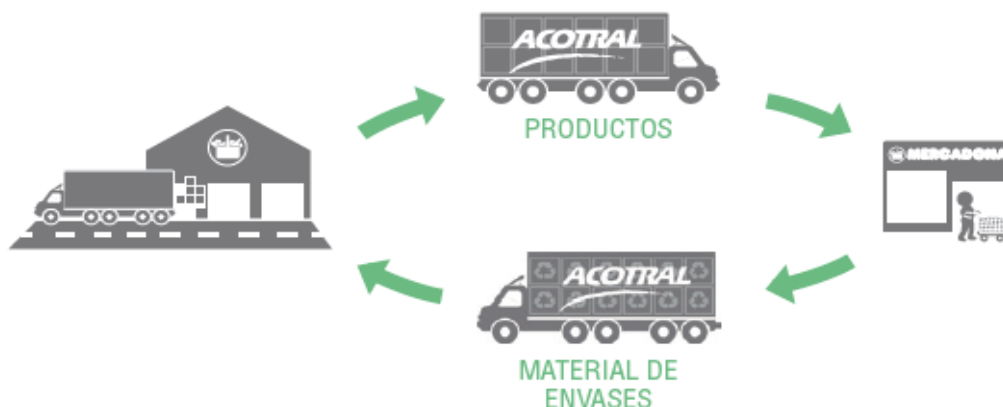 ACOTRAL
PRODUCTOS
MERCADONA
ACOTRAL
MATERIAL DE
ENVASES